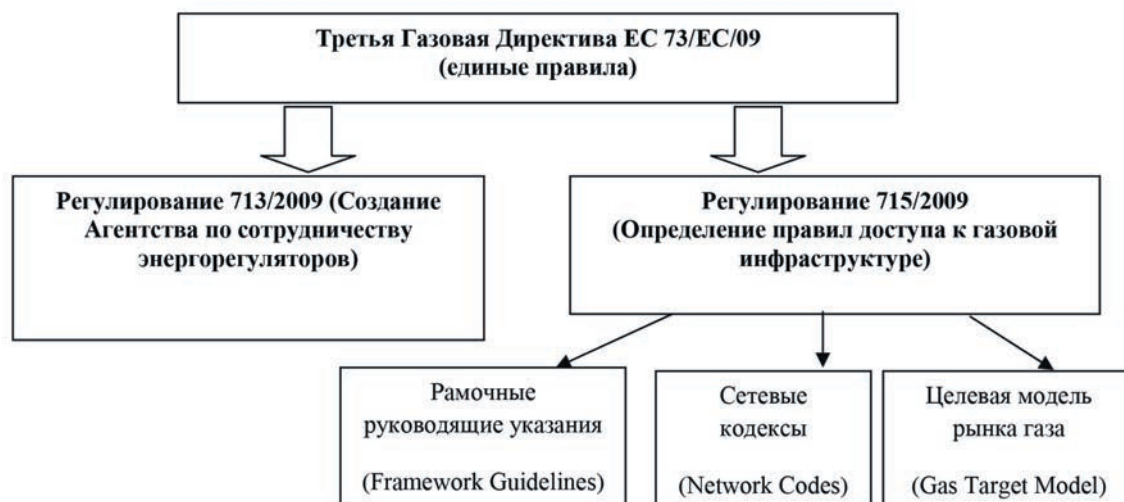 Третья Газовая Директива ЕС 73/ЕС/09
(единые правила)
Регулирование 713/2009 (Создание
Агентства по сотрудничеству
энергорегуляторов)
Регулирование 715/2009
(Определение правил доступа к газовой
инфраструктуре)
Рамочные
руководящие указания
(Framework Guidelines)
Сетевые
кодексы
(Network Codes)
Целевая модель
рынка газа
(Gas Target Model)